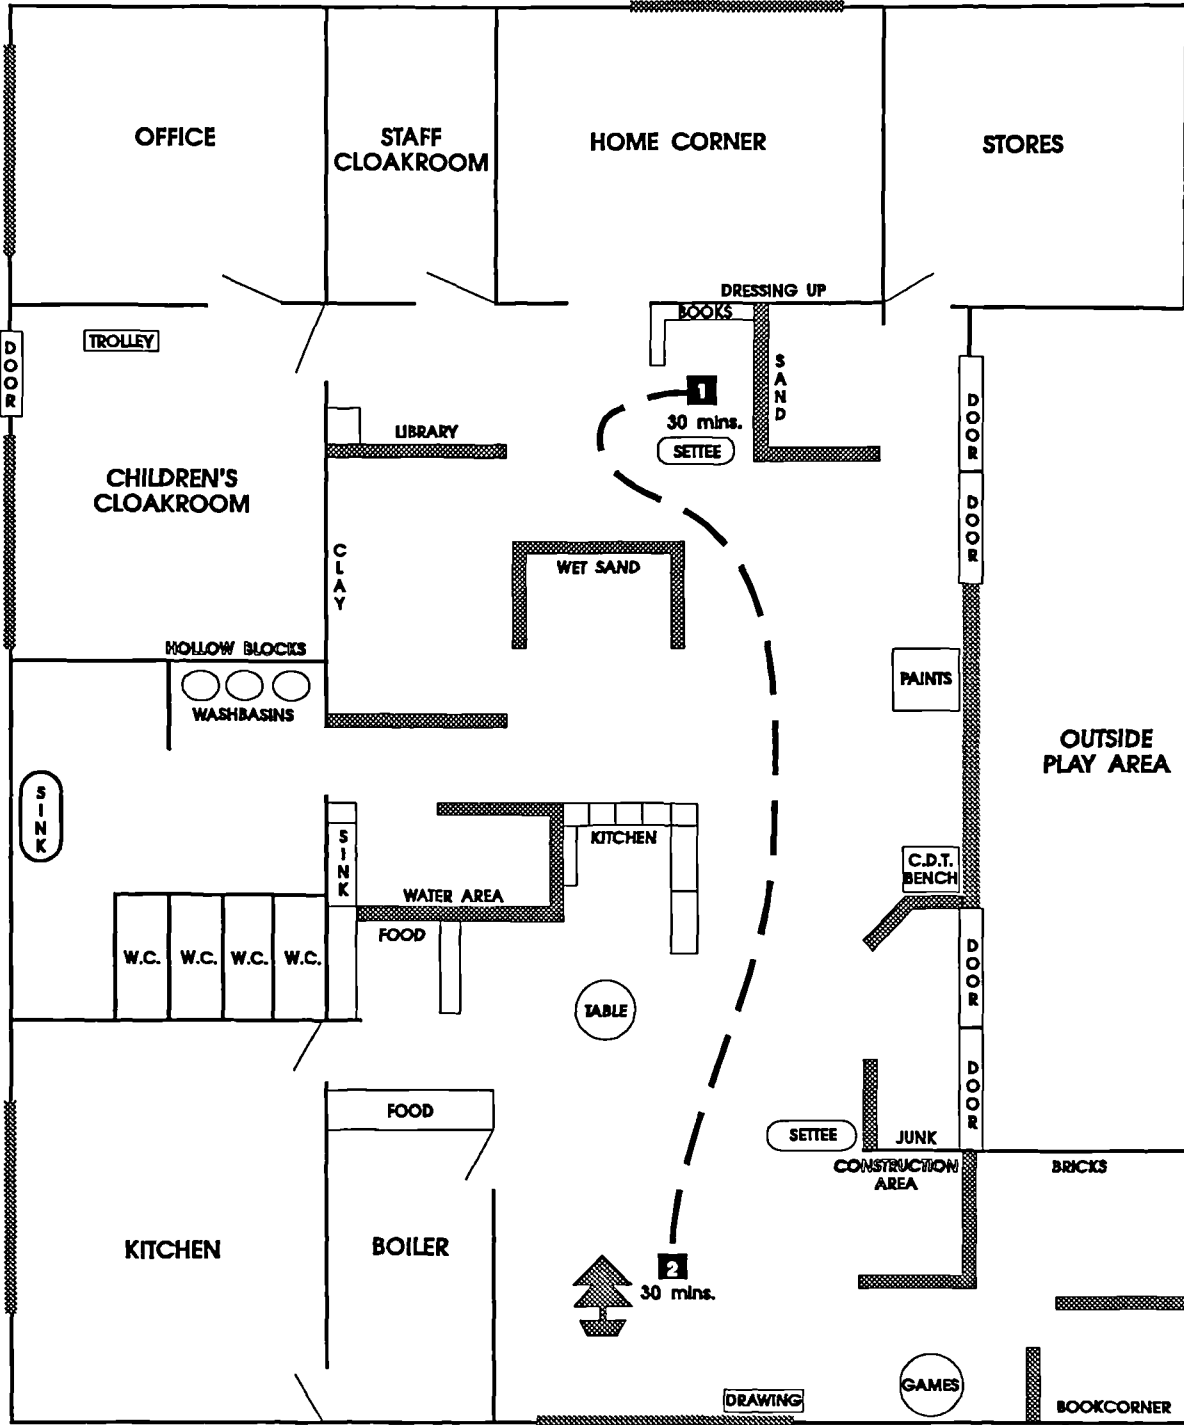 OFFICE
STAFF
CLOAKROOM
HOME CORNER
STORES
DRESSING UP
BOOKS
TROLLEY
DOOR
SAND
1
30 mins.
SETTEE
LIBRARY
DOOR
CHILDREN'S
CLOAKROOM
DOOR
CLAY
WET SAND
HOLLOW BLOCKS
WASHBASINS
PAINTS
OUTSIDE
PLAY AREA
SINK
SINK
KITCHEN
C.D.T.
BENCH
WATER AREA
FOOD
W.C.
W.C.
W.C.
W.C.
DOOR
TABLE
DOOR
FOOD
SETTEE
JUNK
CONSTRUCTION
AREA
BRICKS
KITCHEN
BOILER
2
30 mins.
GAMES
DRAWING
BOOKCORNER